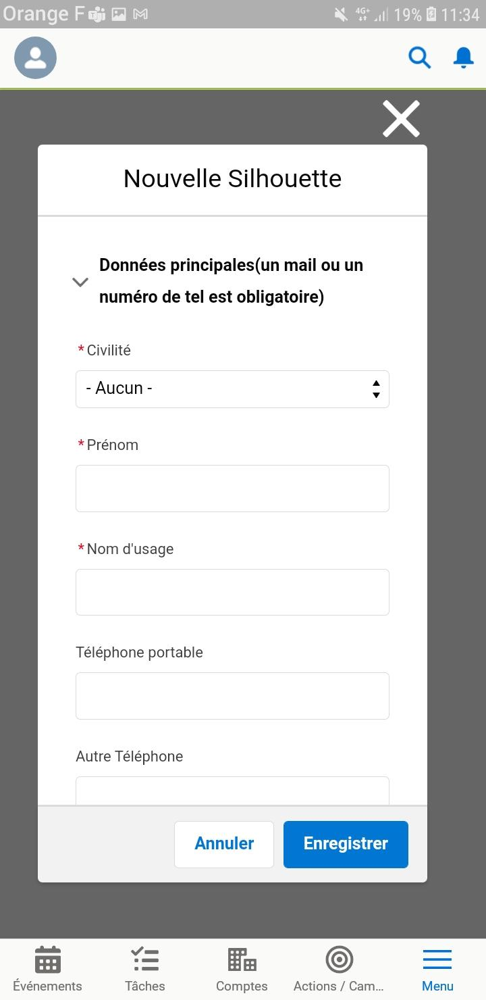 Orange F 4G+ 19% 11:34
Nouvelle Silhouette
Données principales(un mail ou un
numéro de tel est obligatoire)
* Civilité
- Aucun -
* Prénom
* Nom d'usage
Téléphone portable
Autre Téléphone
Annuler Enregistrer
Événements Tâches Comptes Actions / Cam... Menu